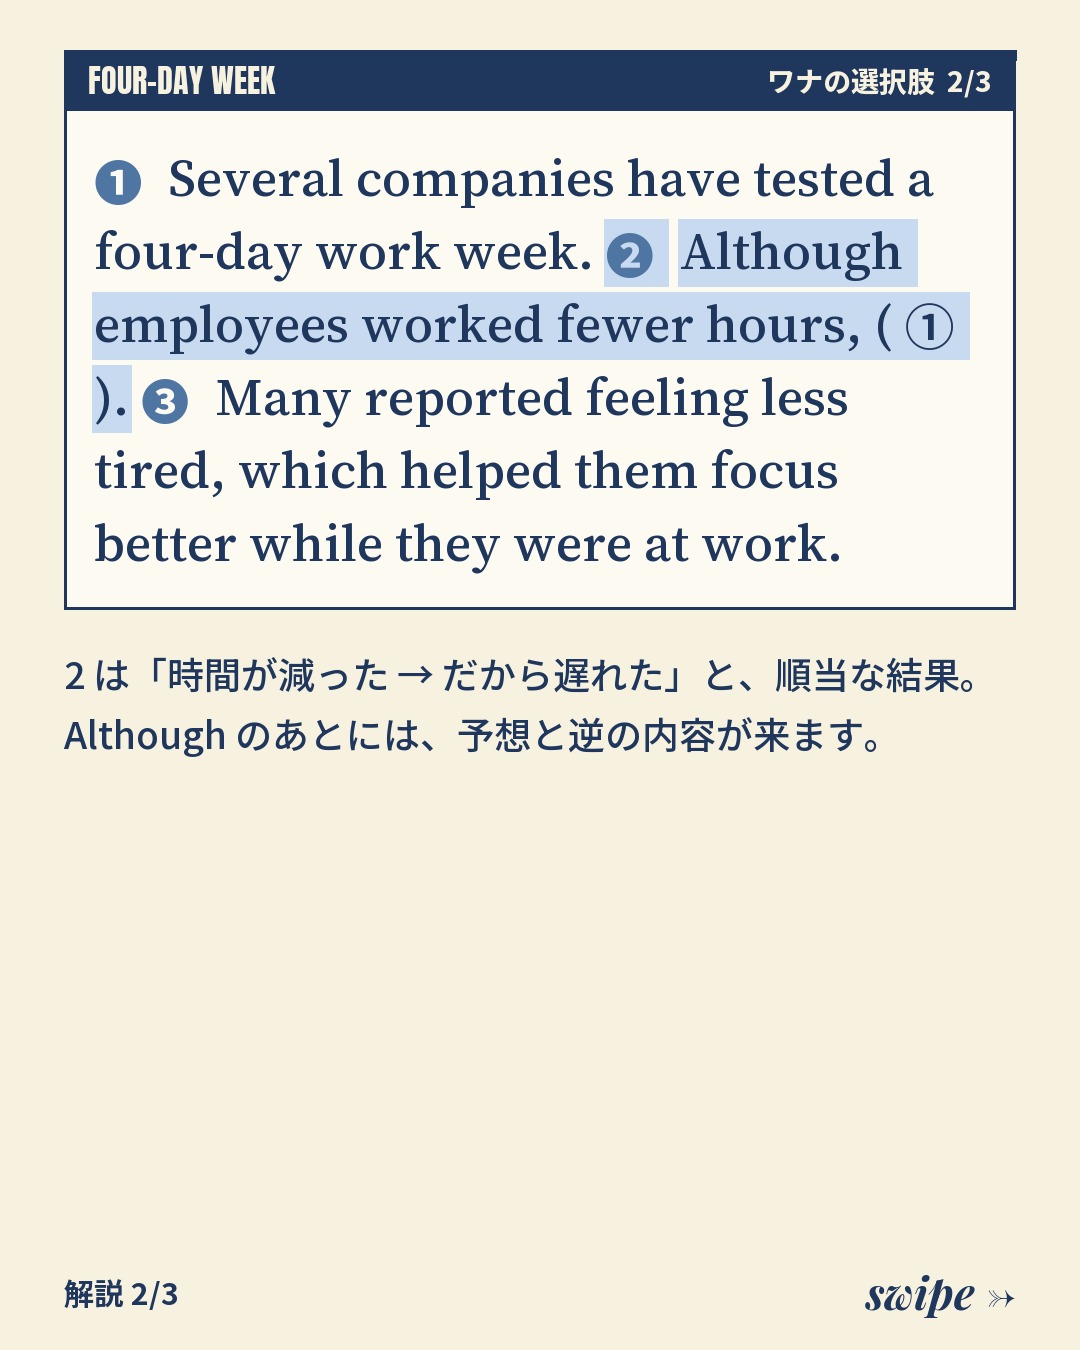 FOUR-DAY WEEK
ワナの選択肢 2/3
❶ Several companies have tested a
four-day work week. ❷ Although
employees worked fewer hours, ( ①
). ❸ Many reported feeling less
tired, which helped them focus
better while they were at work.
2 は「時間が減った → だから遅れた」と、順当な結果。
Although のあとには、予想と逆の内容が来ます。
解説 2/3
swipe